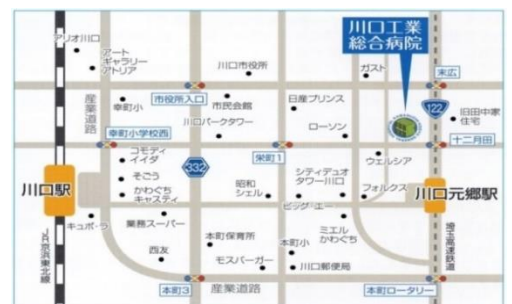 アリオ川口
アート
ギャラリー
アトリア
川口市役所
ガスト
川口工業
総合病院
末広
産業道路
幸町小
市役所入口
市民会館
日産プリンス
122
旧田中家
住宅
川口パークタワー
ローソン
幸町小学校西
栄町1
十二月田
コモディ
イイダ
332
ウェルシア
そごう
かわぐち
キャスティ
昭和
シェル
シティデュオ
タワー川口
フォルクス
川口駅
川口元郷駅
ビッグ・エー
キュポ・ラ
業務スーパー
ミエル
かわぐち
JR京浜東北線
埼玉高速鉄道
西友
本町保育所
本町小
モスバーガー
川口郵便局
本町3
産業道路
本町ロータリー